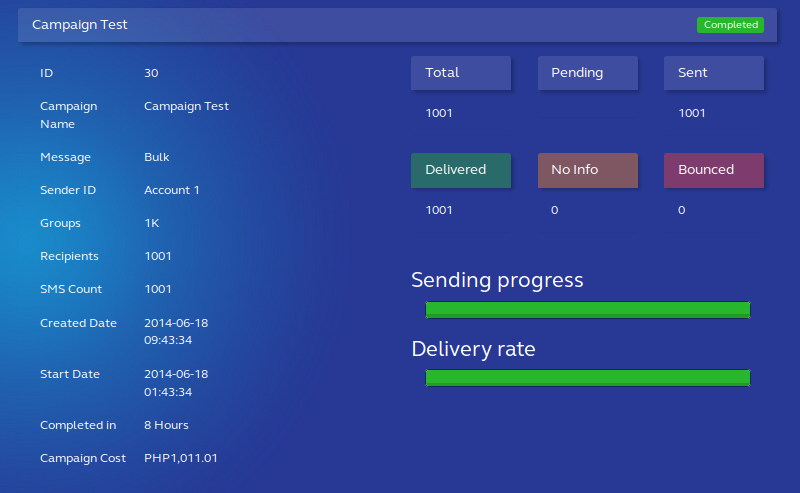 Campaign Test
Completed
ID 30
Campaign Name Campaign Test
Message Bulk
Sender ID Account 1
Groups 1K
Recipients 1001
SMS Count 1001
Created Date 2014-06-18 09:43:34
Start Date 2014-06-18 01:43:34
Completed in 8 Hours
Campaign Cost PHP1,011.01
Total Pending Sent
1001 1001
Delivered No Info Bounced
1001 0 0
Sending progress
Delivery rate